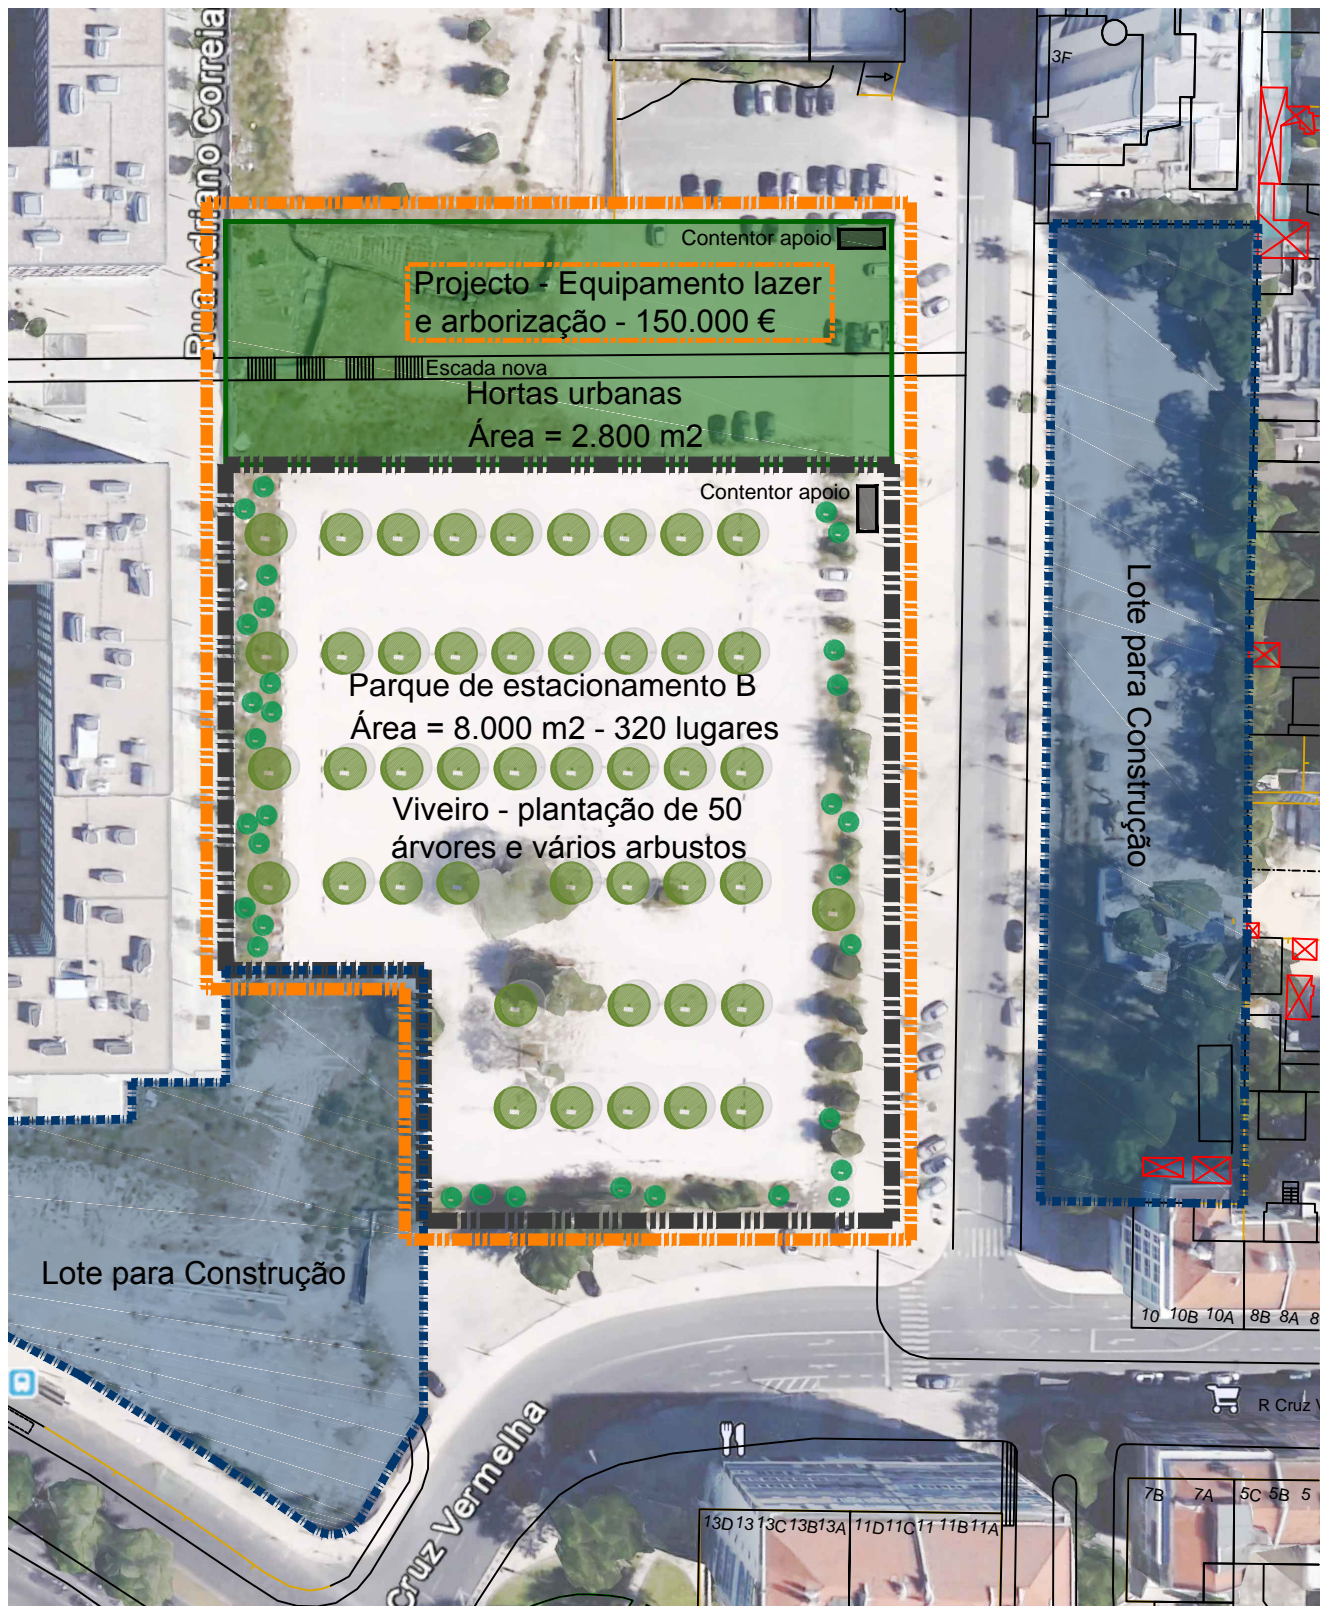 Rua Adriano Correia
3F
Contentor apoio
Projecto - Equipamento lazer
e arborização - 150.000 €
Escada nova
Hortas urbanas
Área = 2.800 m2
Contentor apoio
Parque de estacionamento B
Área = 8.000 m2 - 320 lugares
Viveiro - plantação de 50
árvores e vários arbustos
Lote para Construção
Lote para Construção
10 10B 10A 8B 8A 8
R Cruz V
Cruz Vermelha
7B 7A 5C 5B 5
13D 13 13C 13B 13A 11D 11C 11 11B 11A